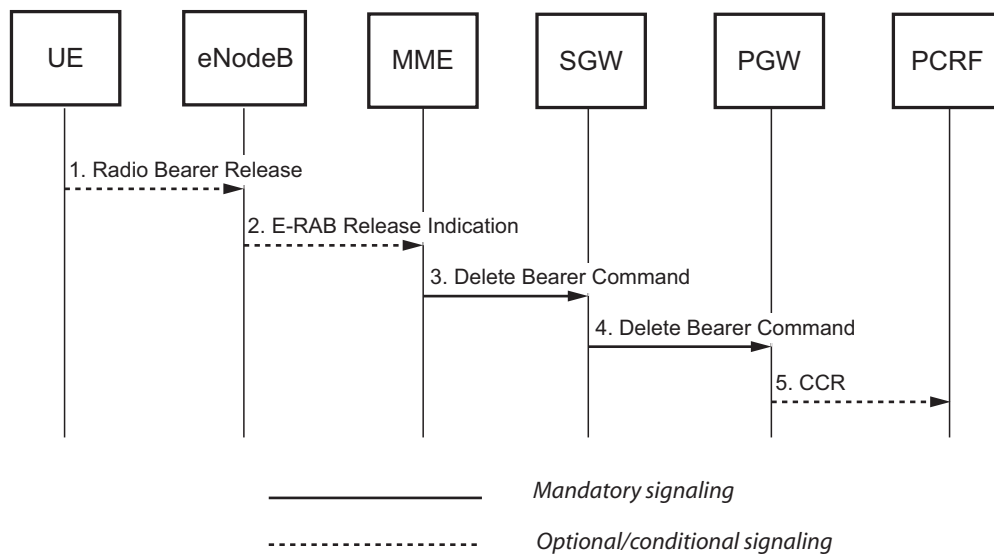 UE
eNodeB
MME
SGW
PGW
PCRF
1. Radio Bearer Release
2. E-RAB Release Indication
3. Delete Bearer Command
4. Delete Bearer Command
5. CCR
Mandatory signaling
Optional/conditional signaling